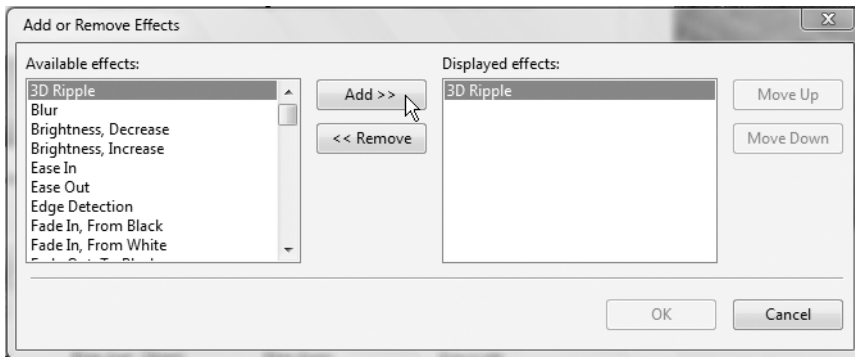 Add or Remove Effects
Available effects:
3D Ripple
Blur
Brightness, Decrease
Brightness, Increase
Ease In
Ease Out
Edge Detection
Fade In, From Black
Fade In, From White
Add >>
<< Remove
Displayed effects:
3D Ripple
Move Up
Move Down
OK
Cancel